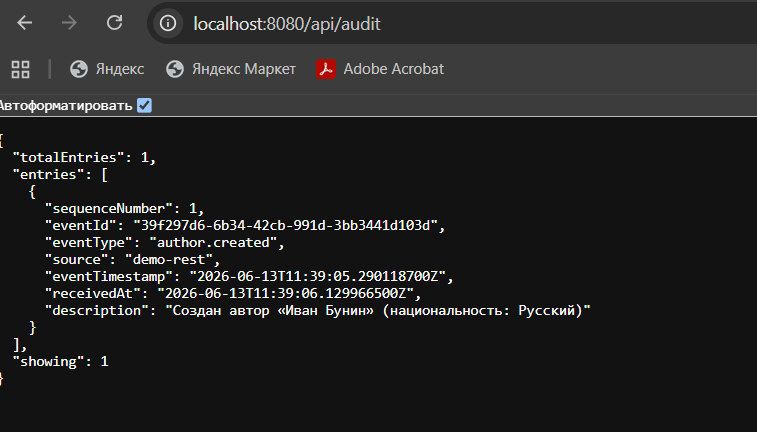 localhost:8080/api/audit
Яндекс Яндекс Маркет Adobe Acrobat
Автоформатировать
{
  "totalEntries": 1,
  "entries": [
    {
      "sequenceNumber": 1,
      "eventId": "39f297d6-6b34-42cb-991d-3bb3441d103d",
      "eventType": "author.created",
      "source": "demo-rest",
      "eventTimestamp": "2026-06-13T11:39:05.290118700Z",
      "receivedAt": "2026-06-13T11:39:06.129966500Z",
      "description": "Создан автор «Иван Бунин» (национальность: Русский)"
    }
  ],
  "showing": 1
}